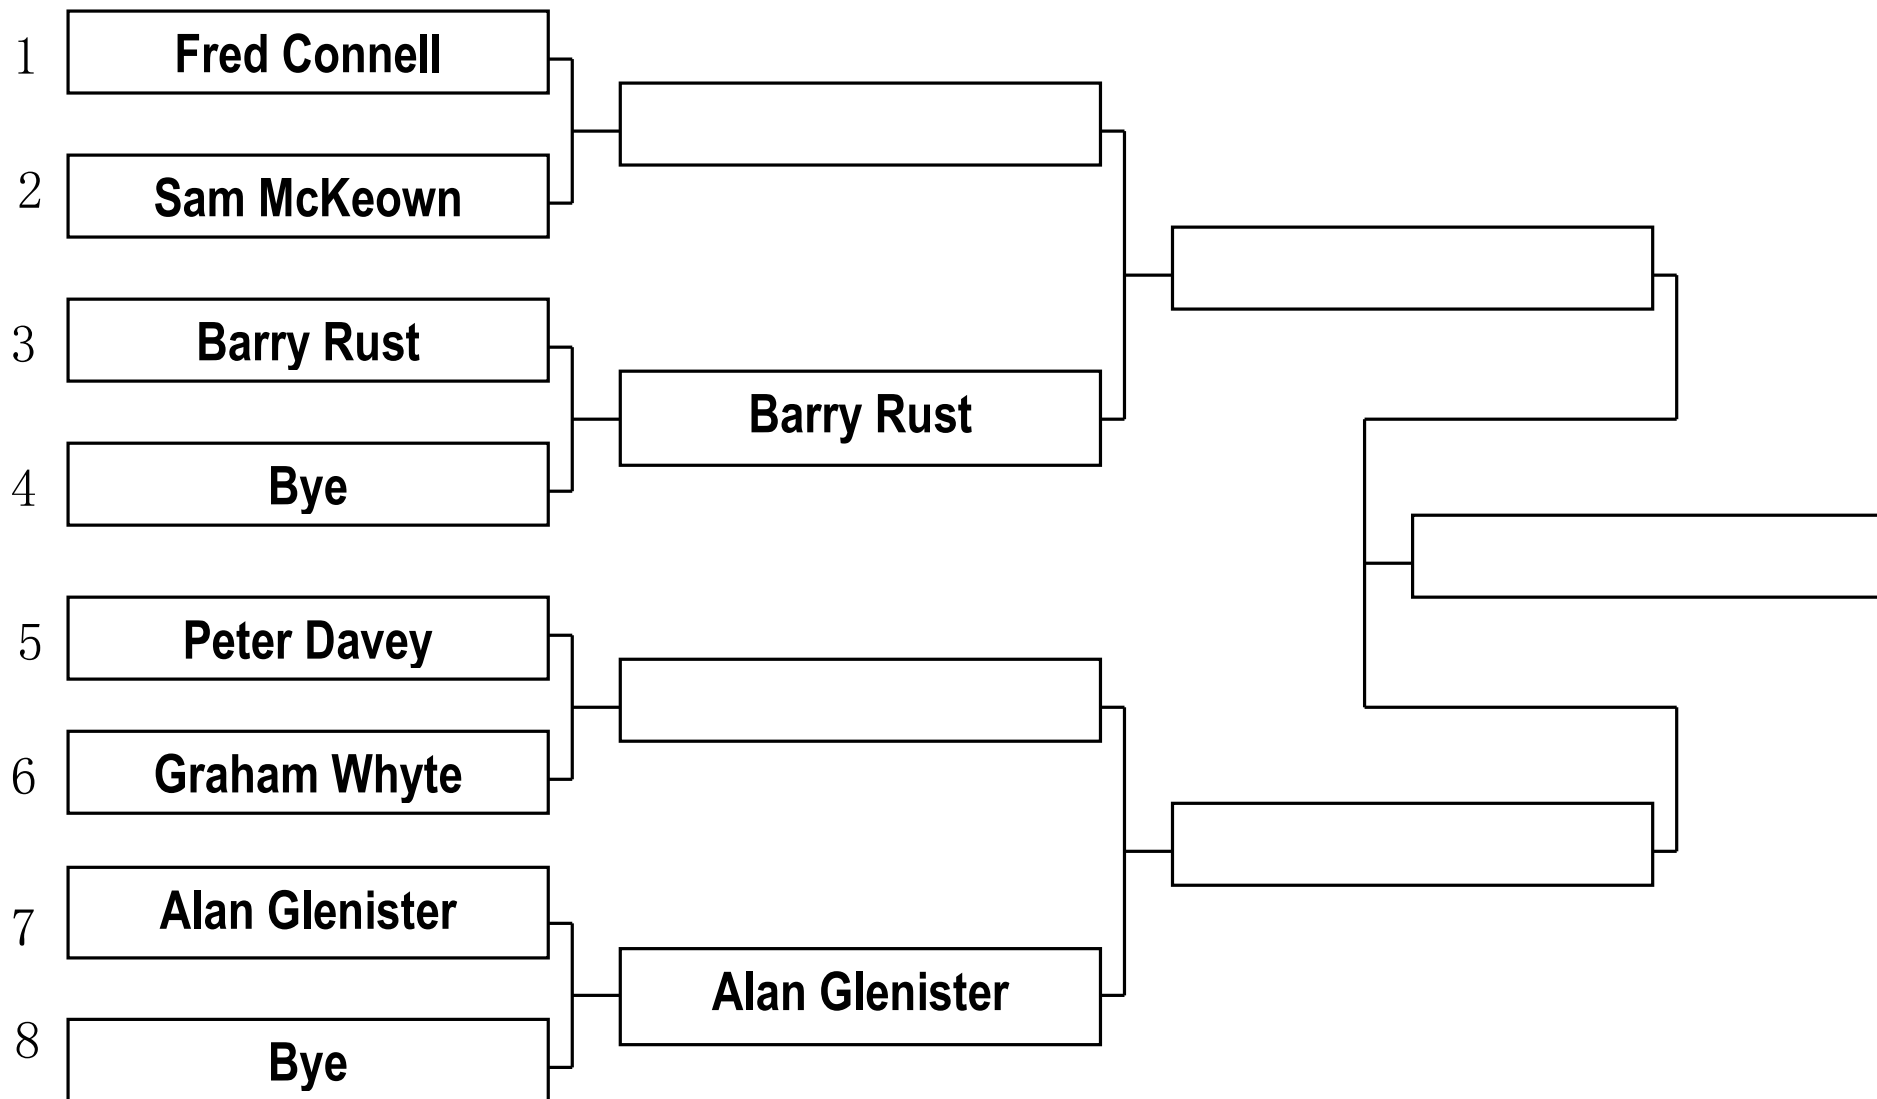 1 Fred Connell
2 Sam McKeown
3 Barry Rust
Barry Rust
4 Bye
5 Peter Davey
6 Graham Whyte
7 Alan Glenister
Alan Glenister
8 Bye